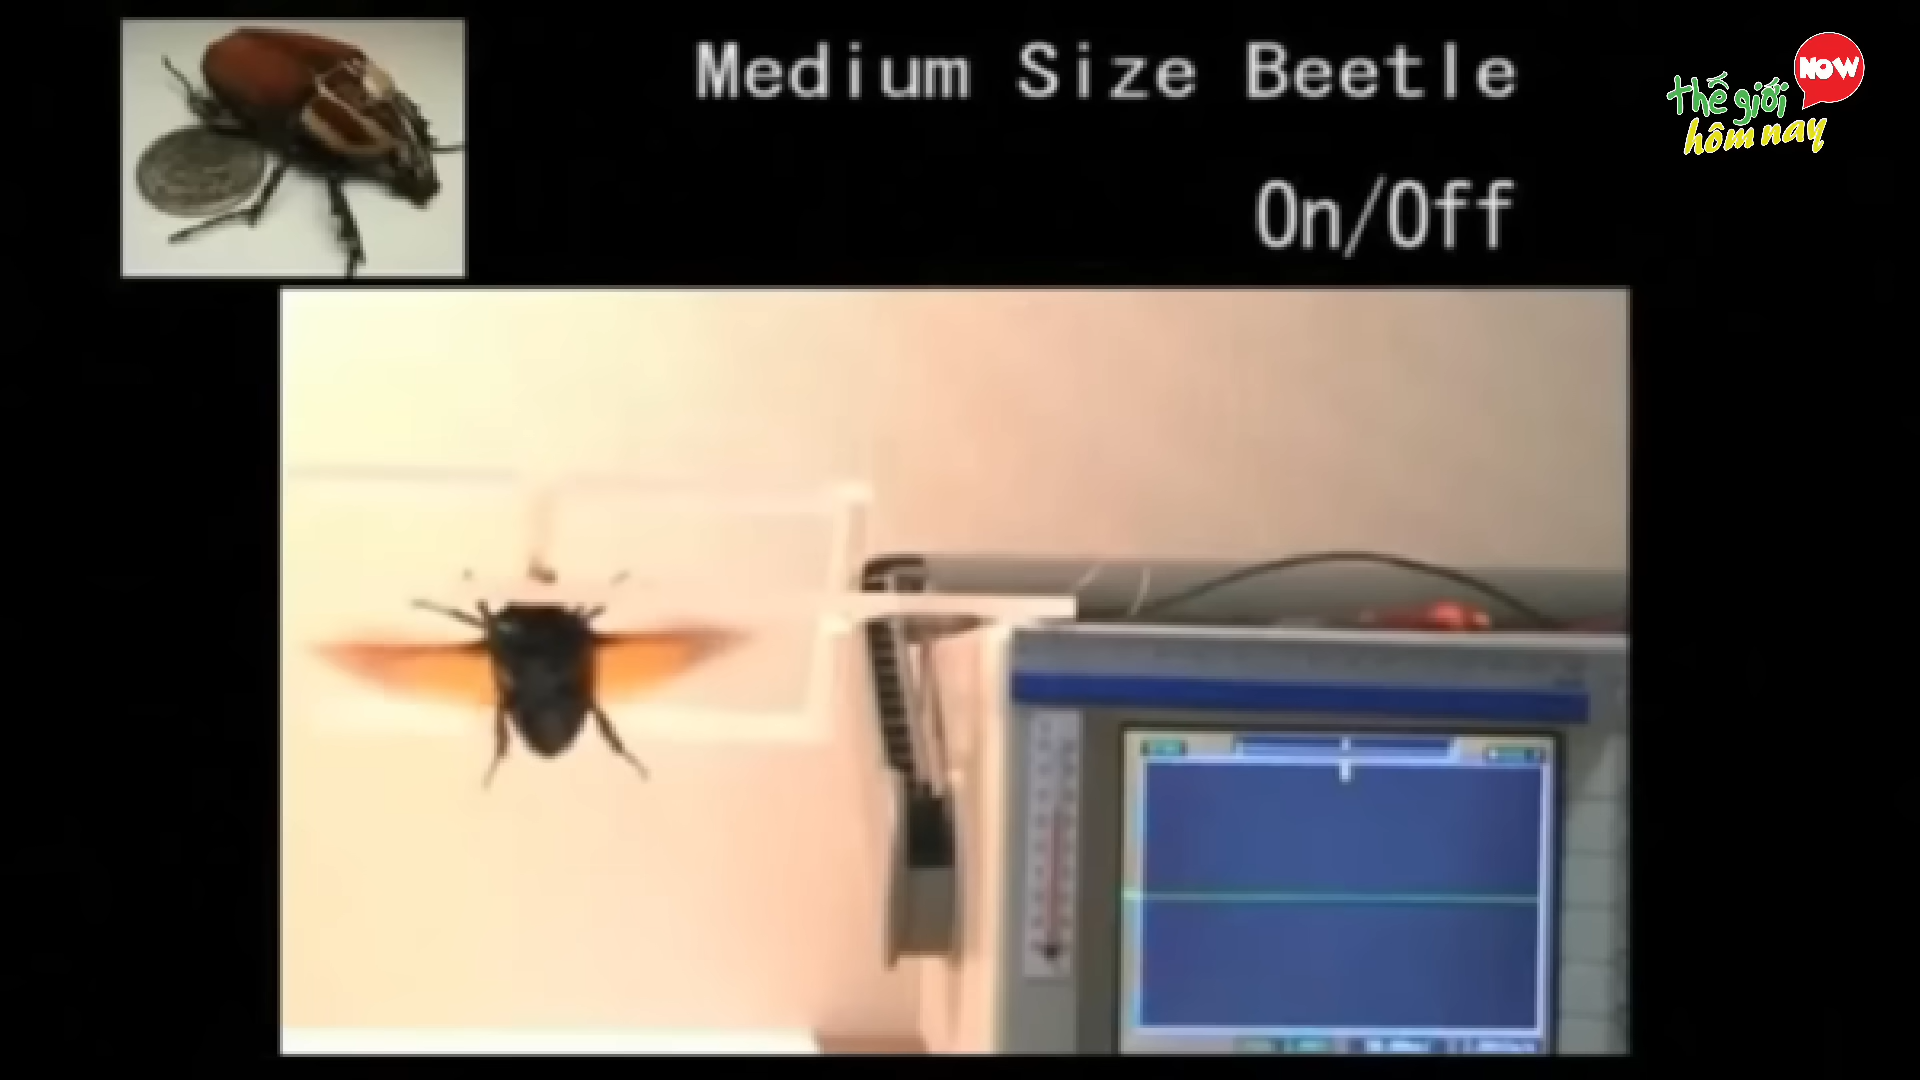 Medium Size Beetle
On/Off
thế giới
NOW
hôm nay